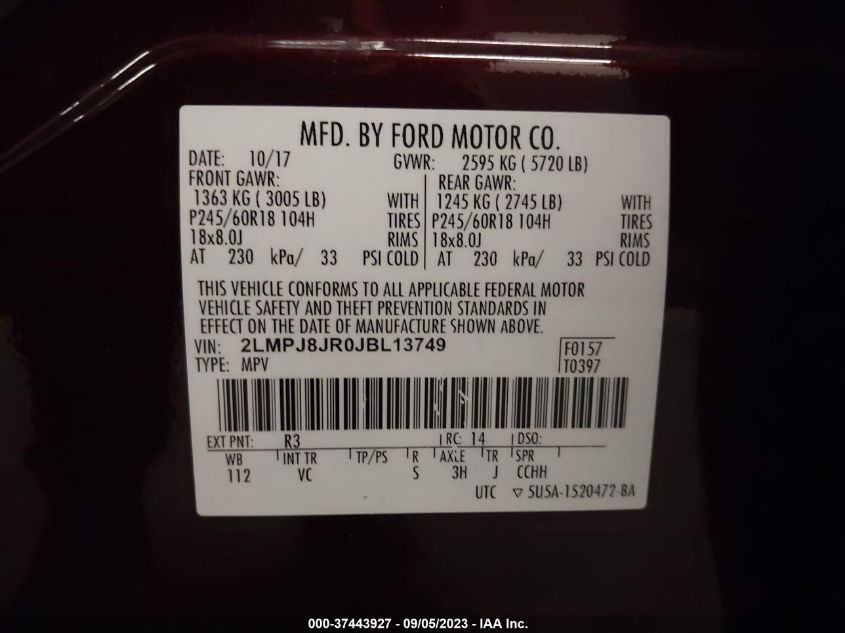 MFD. BY FORD MOTOR CO.
DATE: 10/17 GVWR: 2595 KG ( 5720 LB)
FRONT GAWR: REAR GAWR:
1363 KG ( 3005 LB) WITH 1245 KG ( 2745 LB) WITH
P245/60R18 104H TIRES P245/60R18 104H TIRES
18x8.0J RIMS 18x8.0J RIMS
AT 230 kPa/ 33 PSI COLD AT 230 kPa/ 33 PSI COLD
THIS VEHICLE CONFORMS TO ALL APPLICABLE FEDERAL MOTOR
VEHICLE SAFETY AND THEFT PREVENTION STANDARDS IN
EFFECT ON THE DATE OF MANUFACTURE SHOWN ABOVE.
VIN: 2LMPJ8JR0JBL13749 F0157
TYPE: MPV T0397
EXT PNT: R3 RC: 14 DSO:
WB INT TR TP/PS R AXLE TR SPR
112 VC S 3H J CCHH
UTC ▽ 5U5A-1520472-BA
000-37443927 - 09/05/2023 - IAA Inc.